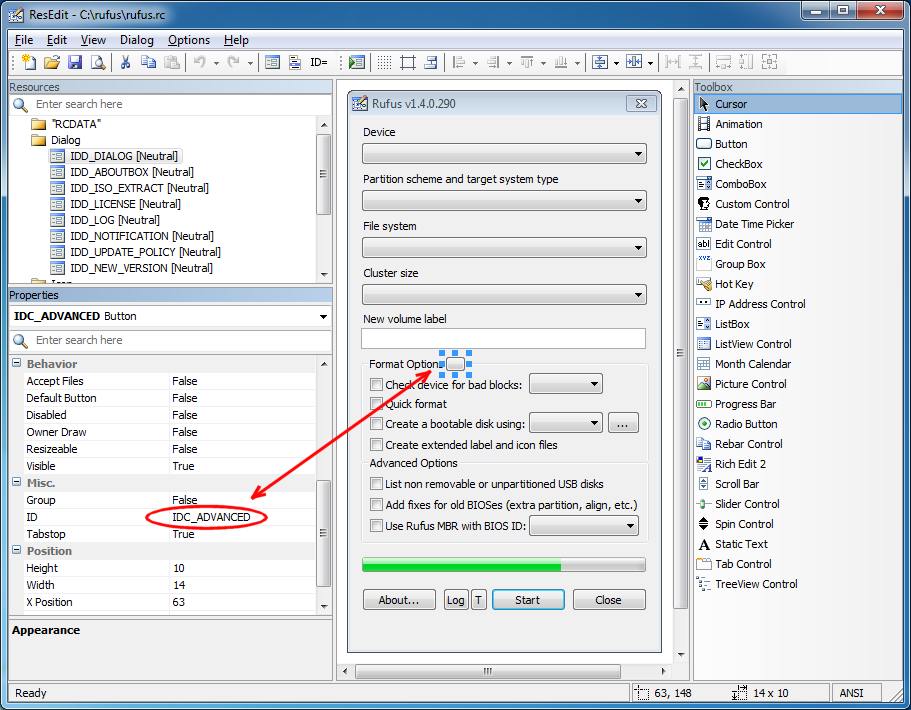 ResEdit - C:\rufus\rufus.rc
File Edit View Dialog Options Help
ID=
Resources
Enter search here
"RCDATA"
Dialog
IDD_DIALOG [Neutral]
IDD_ABOUTBOX [Neutral]
IDD_ISO_EXTRACT [Neutral]
IDD_LICENSE [Neutral]
IDD_LOG [Neutral]
IDD_NOTIFICATION [Neutral]
IDD_UPDATE_POLICY [Neutral]
IDD_NEW_VERSION [Neutral]
Properties
IDC_ADVANCED Button
Enter search here
Behavior
Accept Files False
Default Button False
Disabled False
Owner Draw False
Resizeable False
Visible True
Misc.
Group False
ID IDC_ADVANCED
Tabstop True
Position
Height 10
Width 14
X Position 63
Appearance
Rufus v1.4.0.290
Device
Partition scheme and target system type
File system
Cluster size
New volume label
Format Options
Check device for bad blocks:
Quick format
Create a bootable disk using: ...
Create extended label and icon files
Advanced Options
List non removable or unpartitioned USB disks
Add fixes for old BIOSes (extra partition, align, etc.)
Use Rufus MBR with BIOS ID:
About... Log T Start Close
Toolbox
Cursor
Animation
Button
CheckBox
ComboBox
Custom Control
Date Time Picker
Edit Control
Group Box
Hot Key
IP Address Control
ListBox
ListView Control
Month Calendar
Picture Control
Progress Bar
Radio Button
Rebar Control
Rich Edit 2
Scroll Bar
Slider Control
Spin Control
Static Text
Tab Control
TreeView Control
Ready 63, 148 14 x 10 ANSI